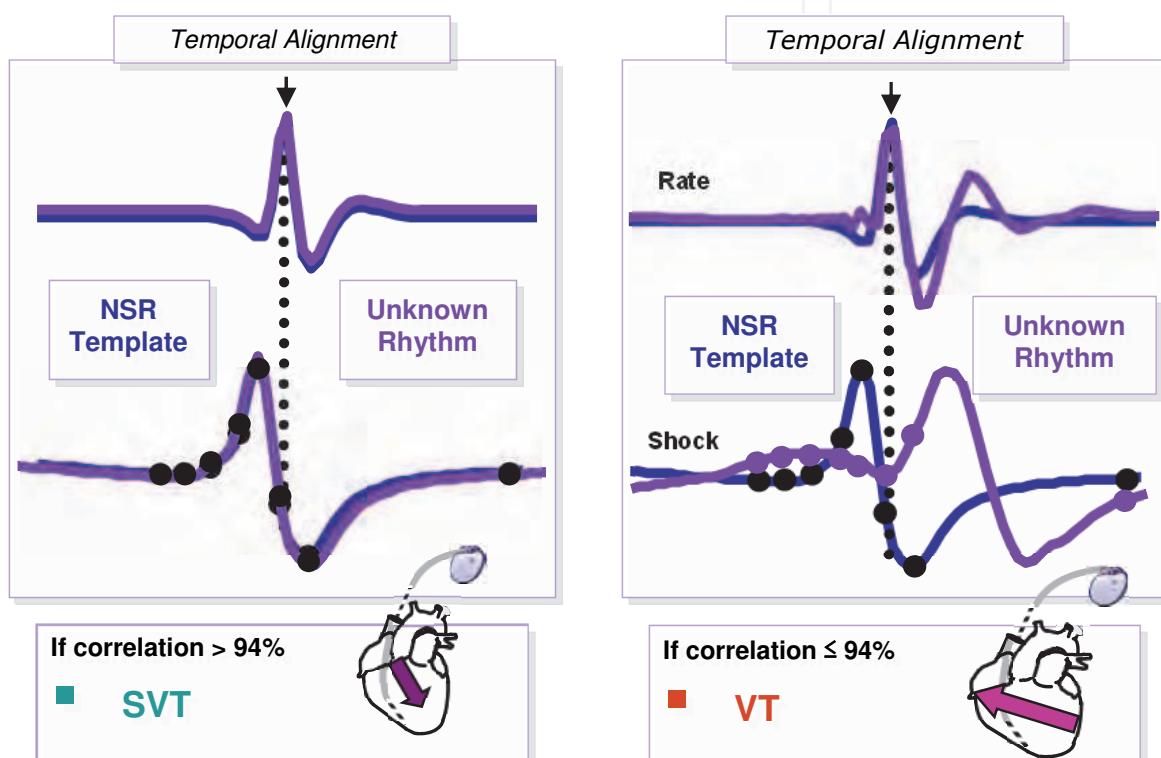 Temporal Alignment
NSR
Template
Unknown
Rhythm
If correlation > 94%
SVT
Temporal Alignment
Rate
NSR
Template
Unknown
Rhythm
Shock
If correlation ≤ 94%
VT